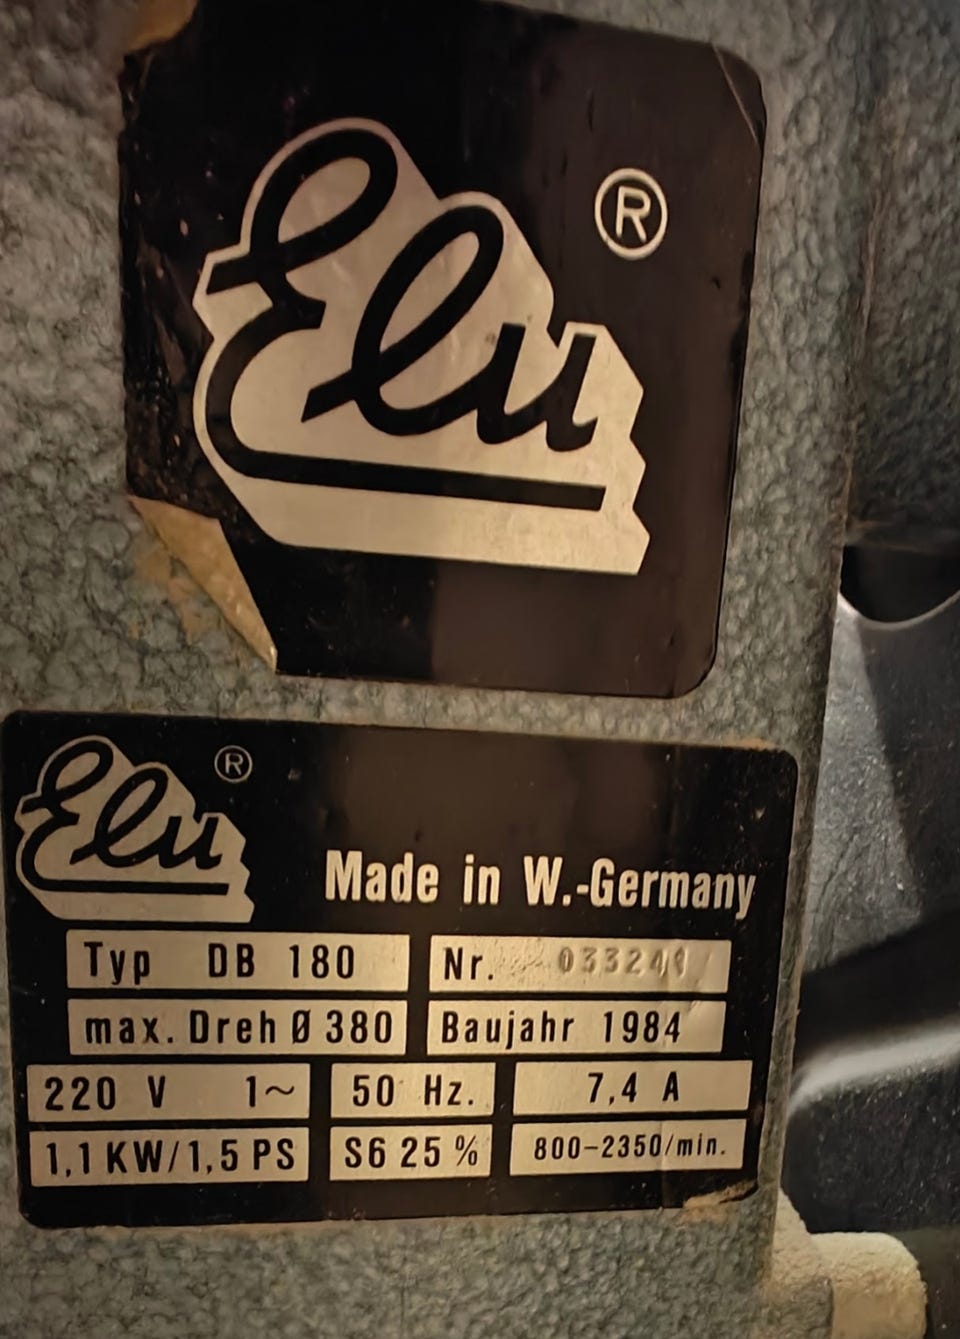 Elu ®
Elu ®
Made in W.-Germany
Typ DB 180
Nr.
max. Dreh Ø 380
Baujahr 1984
220 V 1~
50 Hz.
7,4 A
1,1 KW/1,5 PS
S6 25 %
800-2350/min.